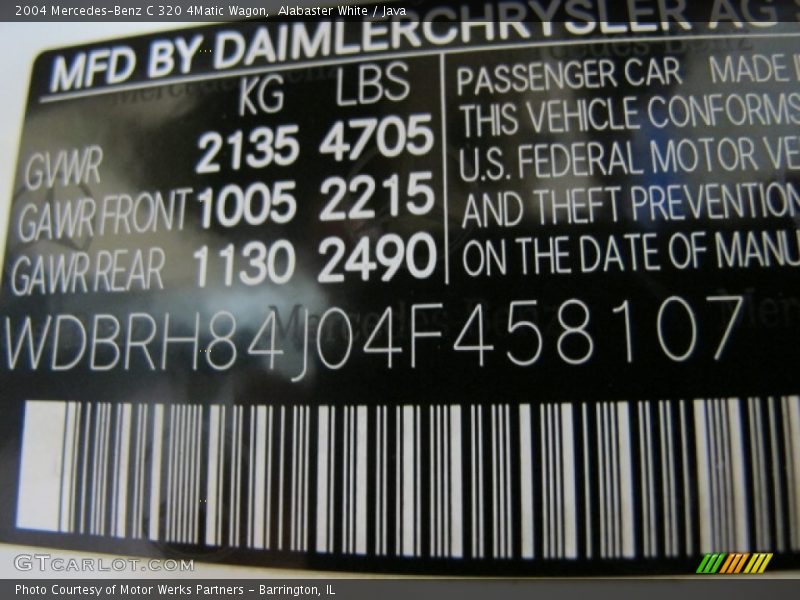 2004 Mercedes-Benz C 320 4Matic Wagon, Alabaster White / Java
MFD BY DAIMLERCHRYSLER AG
KG LBS
GVWR 2135 4705
GAWR FRONT 1005 2215
GAWR REAR 1130 2490
PASSENGER CAR MADE
THIS VEHICLE CONFORMS
U.S. FEDERAL MOTOR VE
AND THEFT PREVENTION
ON THE DATE OF MANU
WDBRH84J04F458107
GTCARLOT.COM
Photo Courtesy of Motor Werks Partners - Barrington, IL